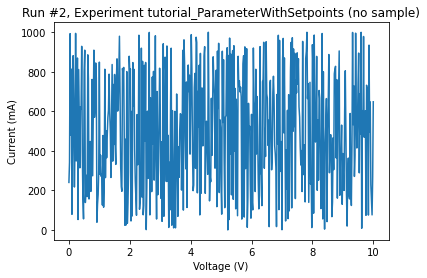 Run #2, Experiment tutorial_ParameterWithSetpoints (no sample)
1000
800
600
400
200
0
Current (mA)
0 2 4 6 8 10
Voltage (V)